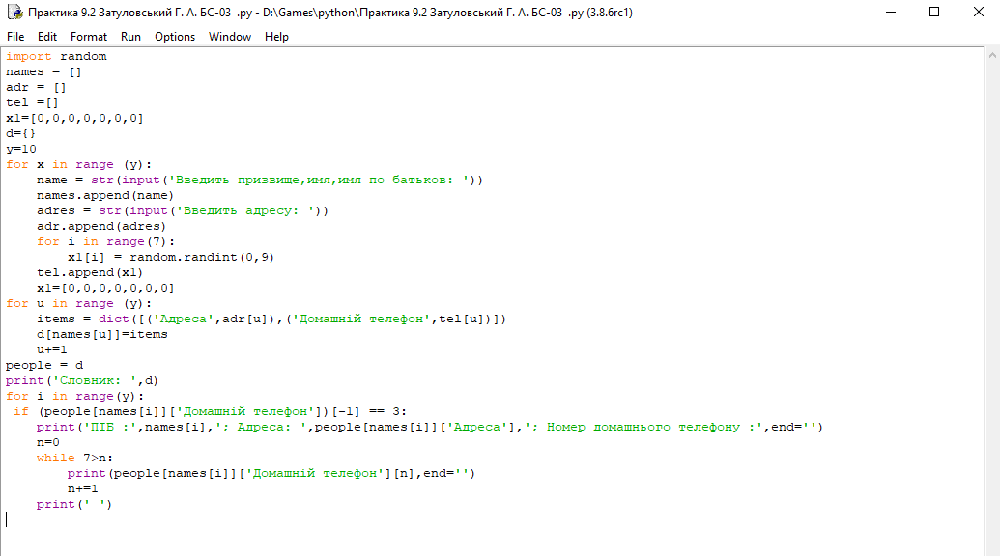 Практика 9.2 Затуловський Г. А. БС-03 .py - D:\Games\python\Практика 9.2 Затуловський Г. А. БС-03 .py (3.8.6rc1)
File Edit Format Run Options Window Help
import random
names = []
adr = []
tel =[]
x1=[0,0,0,0,0,0,0]
d={}
y=10
for x in range (y):
    name = str(input('Введить призвище,имя,имя по батьков: '))
    names.append(name)
    adres = str(input('Введить адресу: '))
    adr.append(adres)
    for i in range(7):
        x1[i] = random.randint(0,9)
    tel.append(x1)
    x1=[0,0,0,0,0,0,0]
for u in range (y):
    items = dict([('Адреса',adr[u]),('Домашній телефон',tel[u])])
    d[names[u]]=items
    u+=1
people = d
print('Словник: ',d)
for i in range(y):
 if (people[names[i]]['Домашній телефон'])[-1] == 3:
    print('ПІБ :',names[i],'; Адреса: ',people[names[i]]['Адреса'],'; Номер домашнього телефону :',end='')
    n=0
    while 7>n:
        print(people[names[i]]['Домашній телефон'][n],end='')
        n+=1
    print(' ')